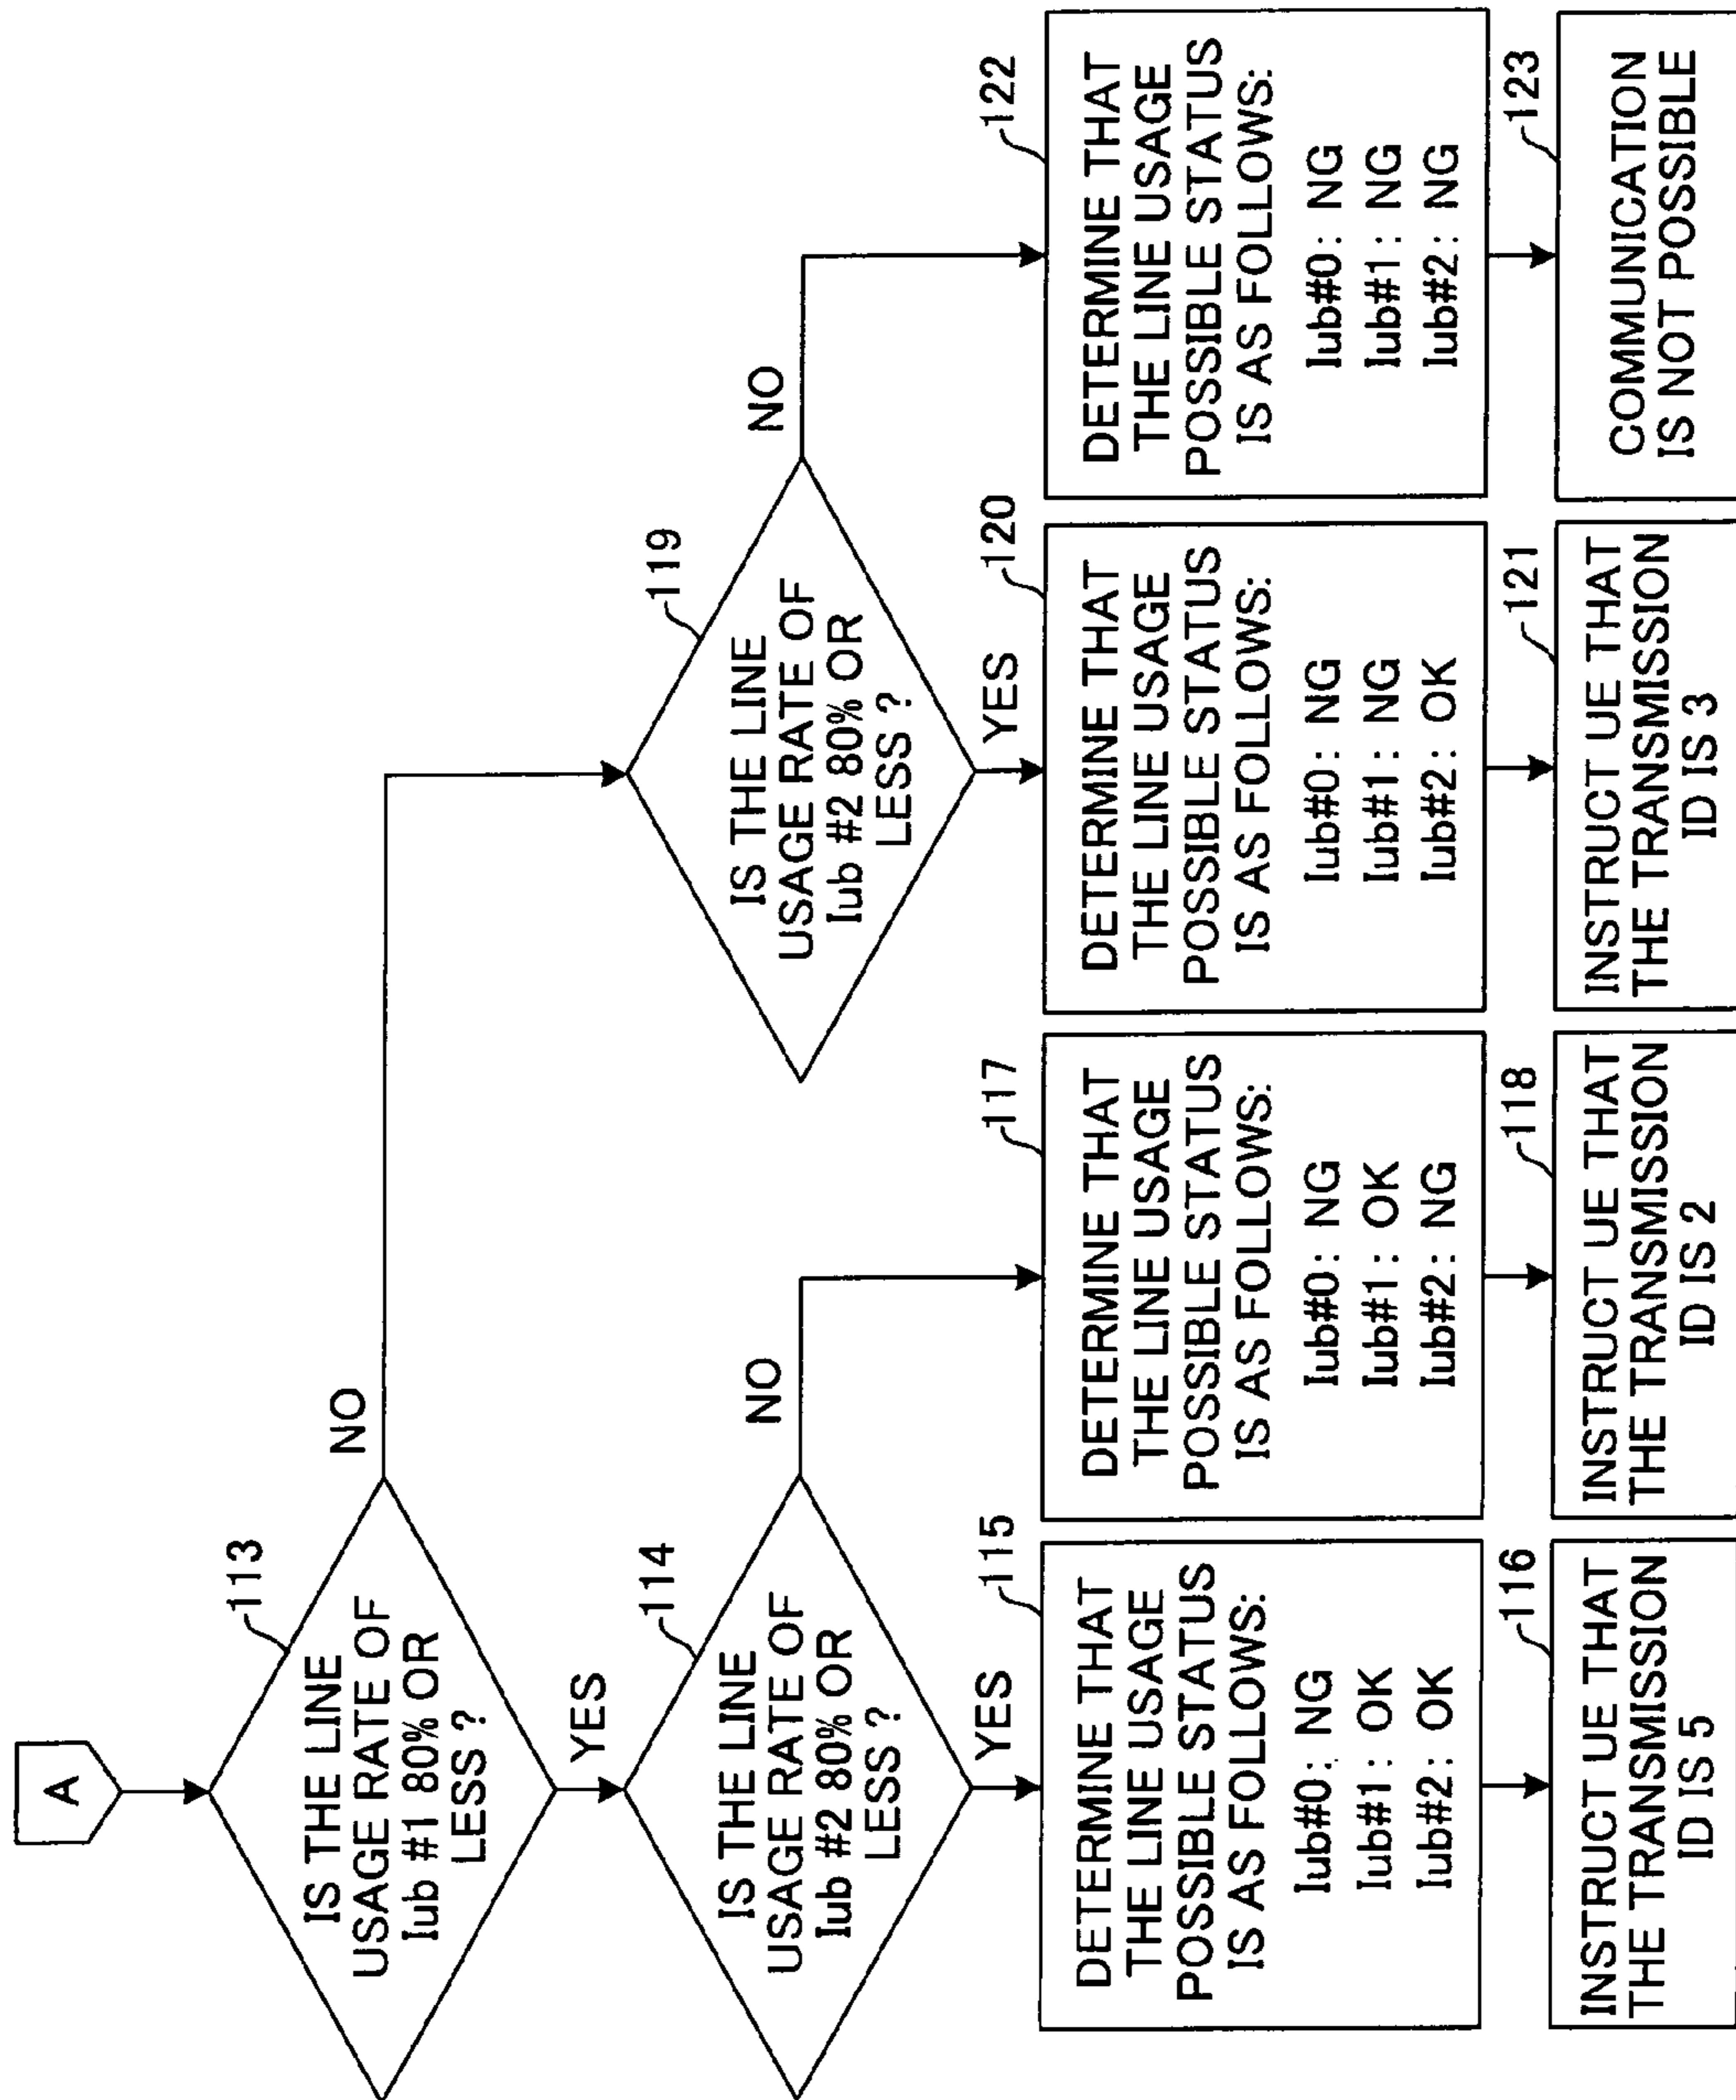 A
113
IS THE LINE
USAGE RATE OF
Iub #1 80% OR
LESS ?
NO
YES
114
IS THE LINE
USAGE RATE OF
Iub #2 80% OR
LESS ?
NO
YES
119
IS THE LINE
USAGE RATE OF
Iub #2 80% OR
LESS ?
NO
YES
115
DETERMINE THAT
THE LINE USAGE
POSSIBLE STATUS
IS AS FOLLOWS:
Iub#0: NG
Iub#1: OK
Iub#2: OK
116
INSTRUCT UE THAT
THE TRANSMISSION
ID IS 5
117
DETERMINE THAT
THE LINE USAGE
POSSIBLE STATUS
IS AS FOLLOWS:
Iub#0: NG
Iub#1: OK
Iub#2: NG
118
INSTRUCT UE THAT
THE TRANSMISSION
ID IS 2
120
DETERMINE THAT
THE LINE USAGE
POSSIBLE STATUS
IS AS FOLLOWS:
Iub#0: NG
Iub#1: NG
Iub#2: OK
121
INSTRUCT UE THAT
THE TRANSMISSION
ID IS 3
122
DETERMINE THAT
THE LINE USAGE
POSSIBLE STATUS
IS AS FOLLOWS:
Iub#0: NG
Iub#1: NG
Iub#2: NG
123
COMMUNICATION
IS NOT POSSIBLE